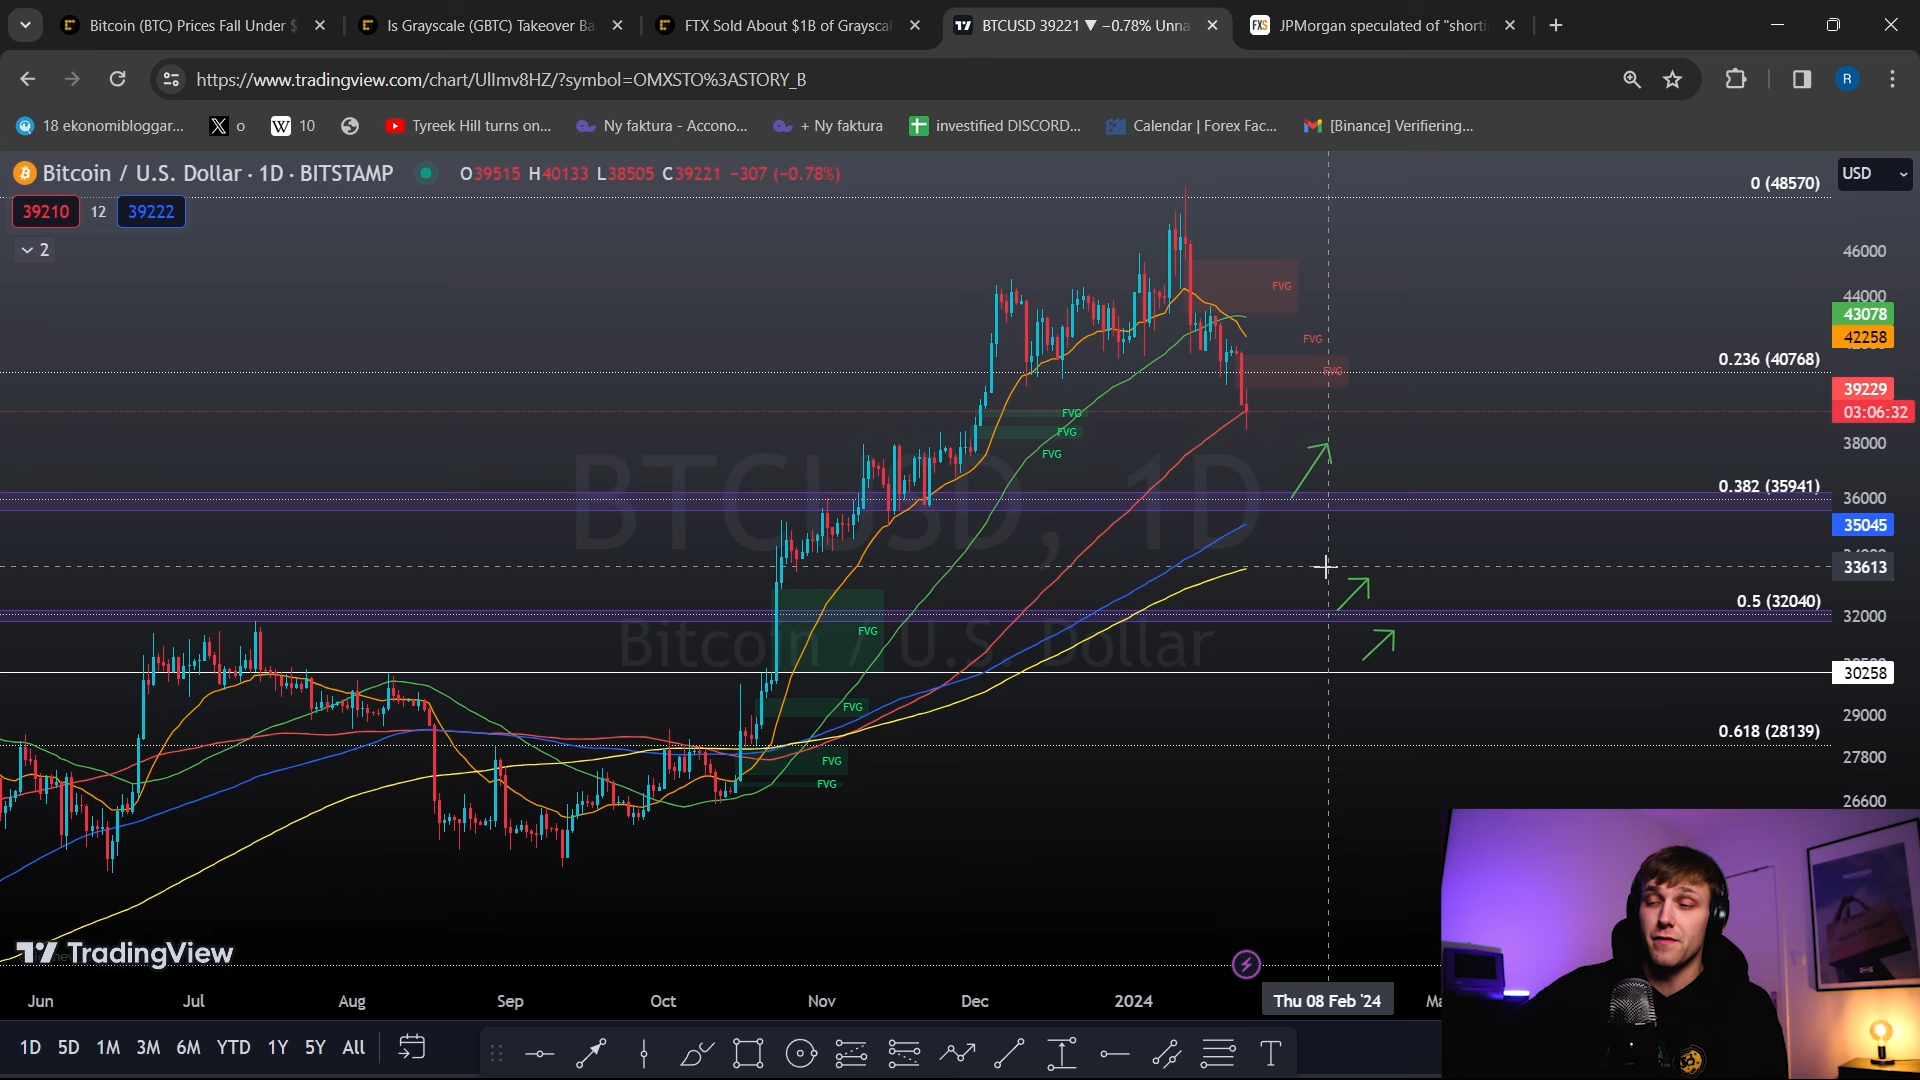 Bitcoin (BTC) Prices Fall Under $
Is Grayscale (GBTC) Takeover Ba
FTX Sold About $1B of Grayscal
BTCUSD 39221 ▼ −0.78% Unna
FXS JPMorgan speculated of "shorti
https://www.tradingview.com/chart/UlImv8HZ/?symbol=OMXSTO%3ASTORY_B
R
18 ekonomibloggar...
o
W 10
Tyreek Hill turns on...
Ny faktura - Accono...
+ Ny faktura
investified DISCORD...
Calendar | Forex Fac...
[Binance] Verifiering...
Bitcoin / U.S. Dollar · 1D · BITSTAMP
O39515 H40133 L38505 C39221 −307 (−0.78%)
USD
0 (48570)
39210 12 39222
2
46000
FVG
44000
43078
FVG
42258
0.236 (40768)
FVG
39229
FVG
03:06:32
FVG
38000
FVG
BTCUSD, 1D
0.382 (35941)
36000
35045
33613
0.5 (32040)
32000
FVG
Bitcoin / U.S. Dollar
30258
FVG
29000
0.618 (28139)
27800
FVG
FVG
26600
TradingView
Jun
Jul
Aug
Sep
Oct
Nov
Dec
2024
Thu 08 Feb '24
Ma
1D 5D 1M 3M 6M YTD 1Y 5Y All
T